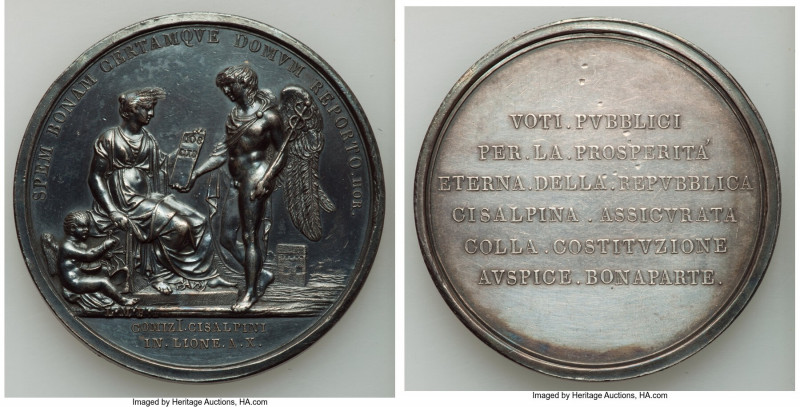 SPEM BONAM CERTAMQVE DOMVM REPORTO. HOR.
COMIZI. CISALPINI
IN. LIONE. A. X.
Imaged by Heritage Auctions, HA.com
VOTI. PVBBLICI
PER. LA. PROSPERITA'
ETERNA. DELLA. REPVBBLICA
CISALPINA. ASSICVRATA
COLLA. COSTITVZIONE
AVSPICE. BONAPARTE.
Imaged by Heritage Auctions, HA.com